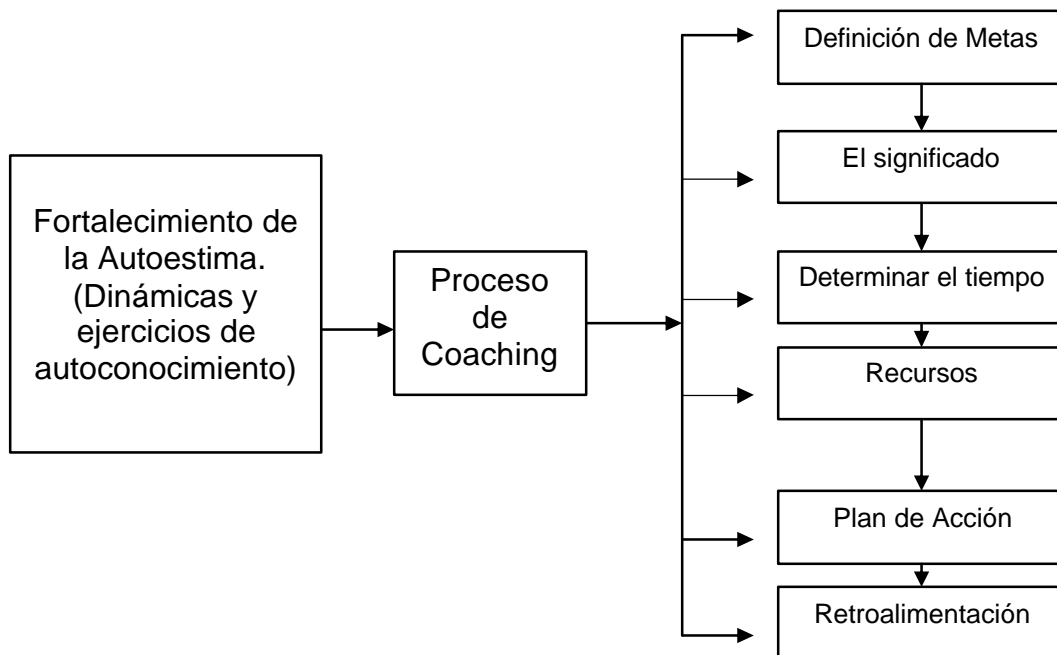 Fortalecimiento de
la Autoestima.
(Dinámicas y
ejercicios de
autoconocimiento)
Proceso
de
Coaching
Definición de Metas
El significado
Determinar el tiempo
Recursos
Plan de Acción
Retroalimentación